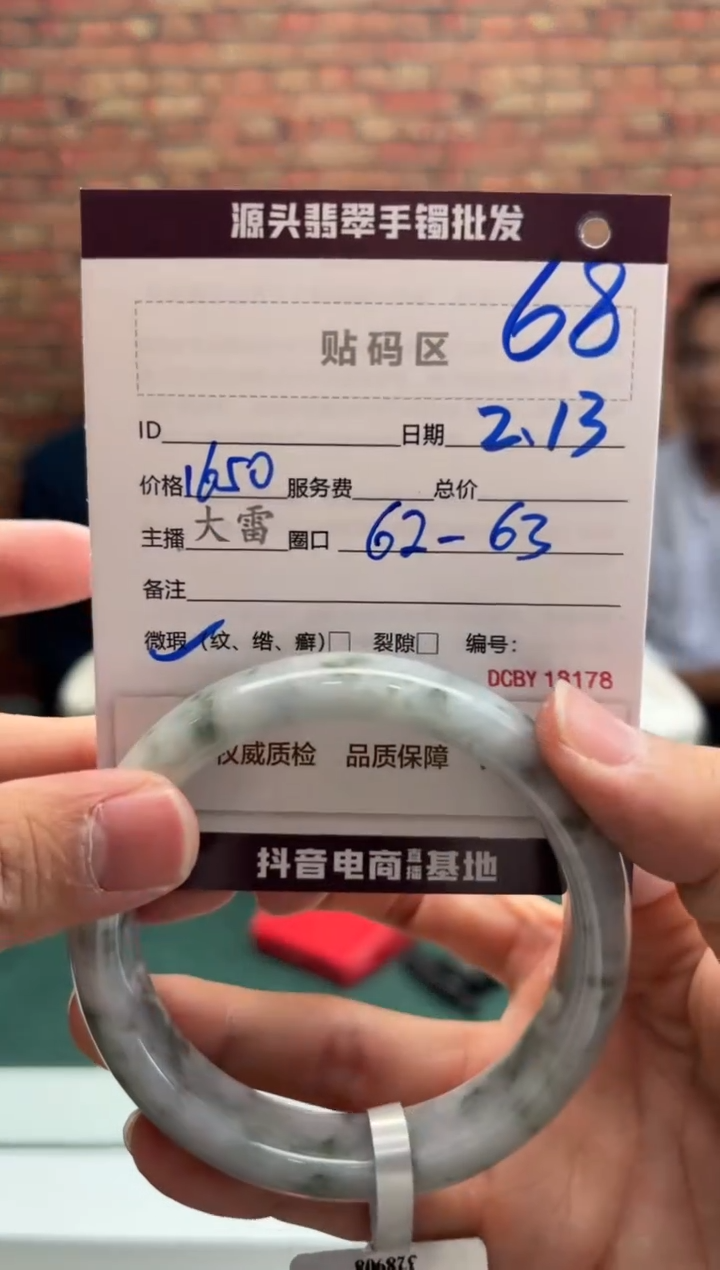 源头翡翠手镯批发
68
贴码区
ID 日期 2.13
价格 1650 服务费 总价
主播 大雷 圈口 62-63
备注
微瑕(纹、绺、癣)□ 裂隙□ 编号:
DCBY 18178
权威质检 品质保障
抖音电商直播基地
328908